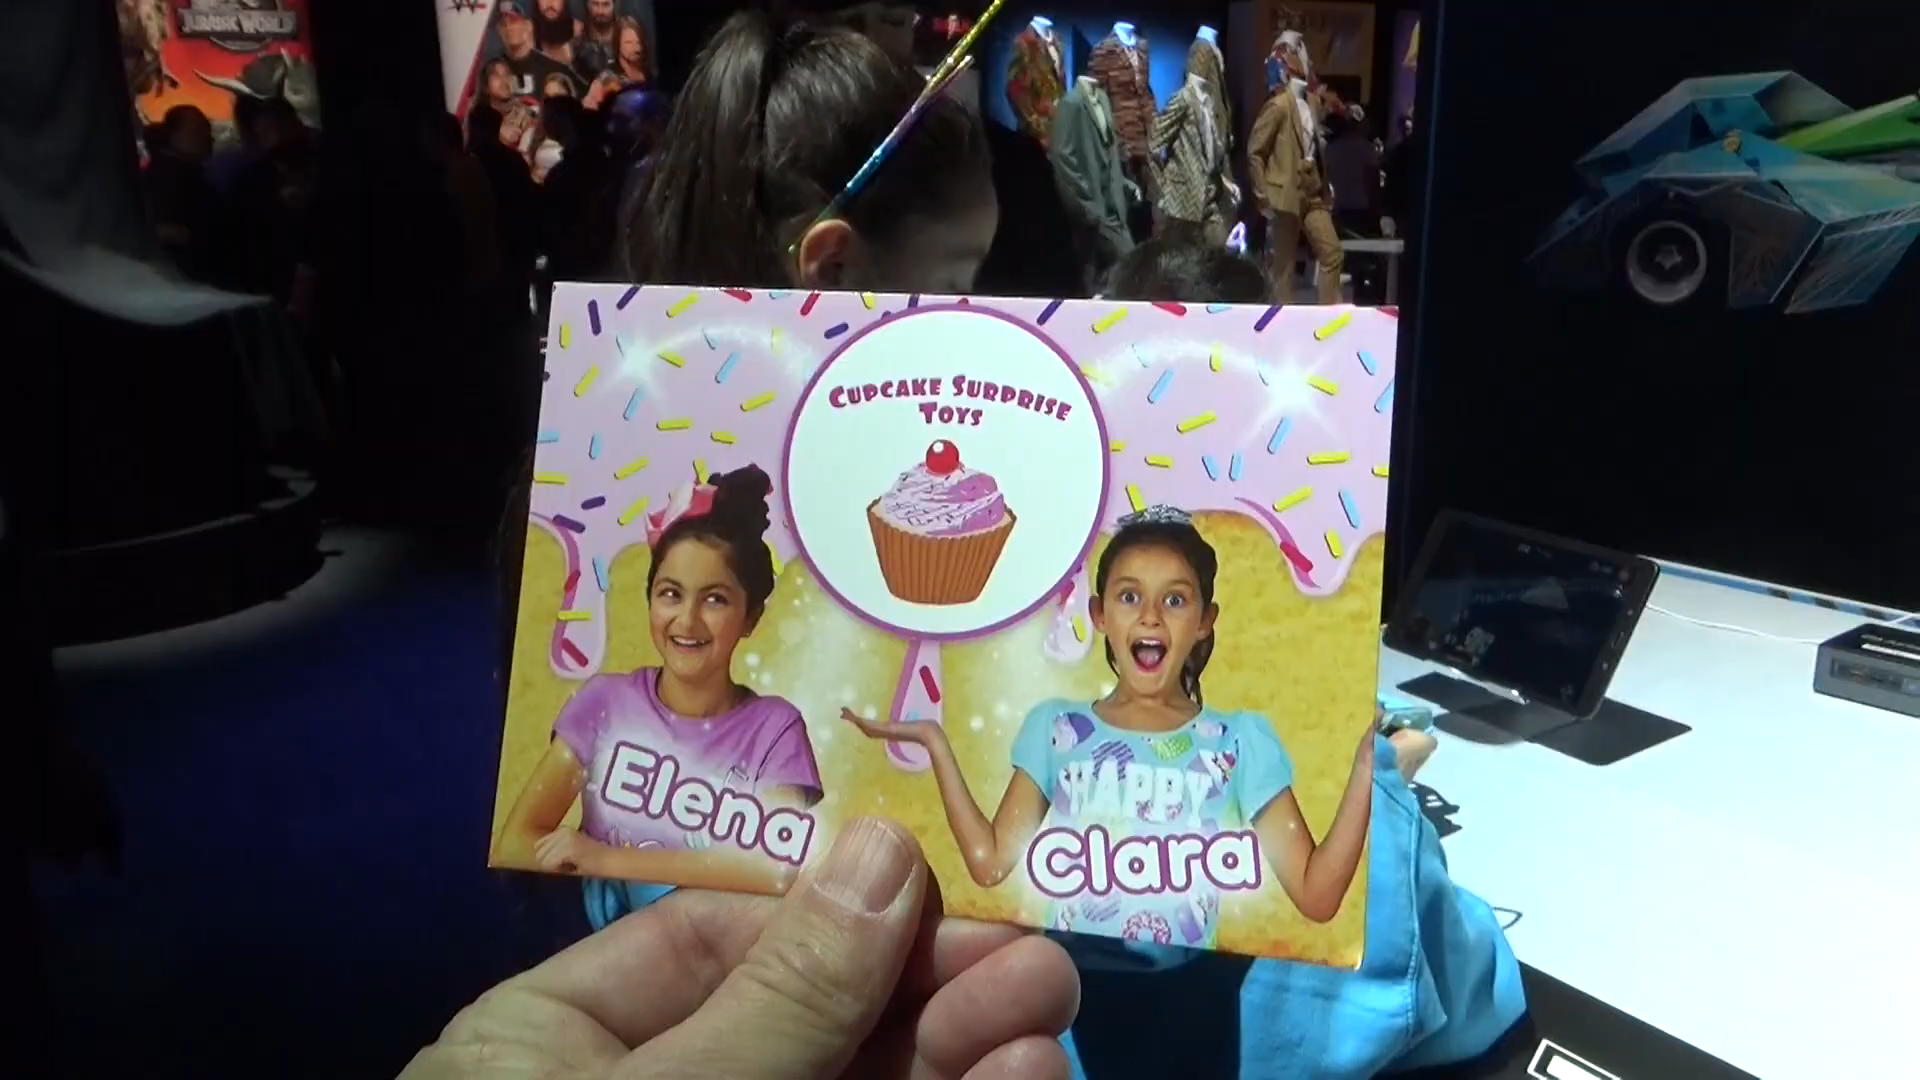 JURASSIC WORLD
CUPCAKE SURPRISE
TOYS
HAPPY
Elena
Clara